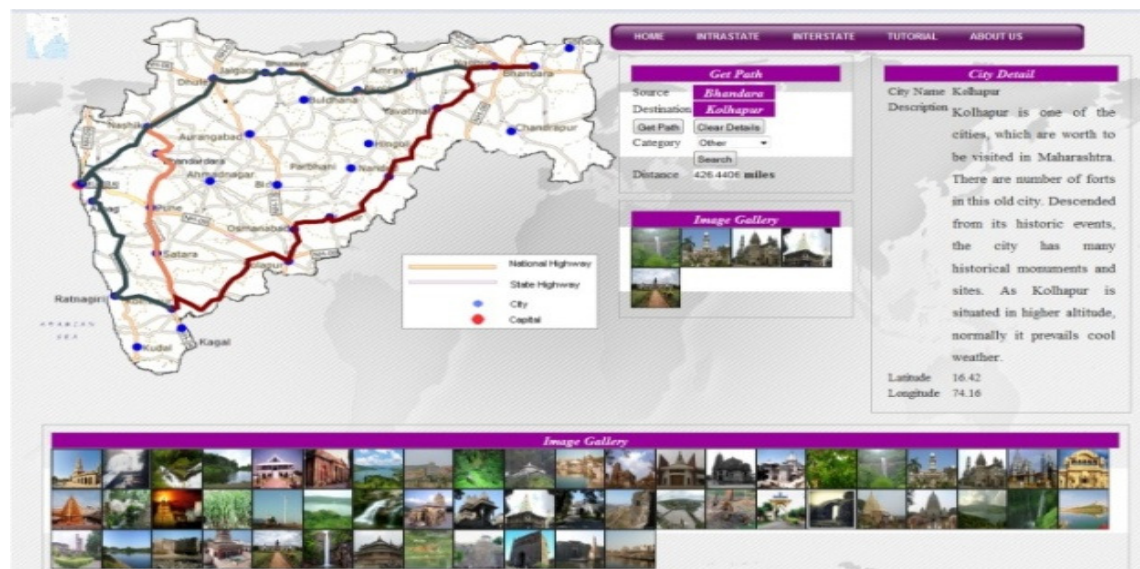 HOME INTRASTATE INTERSTATE TUTORIAL ABOUT US
Get Path
Source Bhandara
Destination Kolhapur
Get Path Clear Details
Category Other
Search
Distance 426.4406 miles
Image Gallery
City Detail
City Name Kolhapur
Description Kolhapur is one of the
cities, which are worth to
be visited in Maharashtra.
There are number of forts
in this old city. Descended
from its historic events,
the city has many
historical monuments and
sites. As Kolhapur is
situated in higher altitude,
normally it prevails cool
weather.
Latitude 16.42
Longitude 74.16
Dhule
Amravati
Bhandara
Buldhana
Chandrapur
Aurangabad
Parbhani
Ahmadnagar
Pune
Osmanabad
Satara
Ratnagiri
Kagal
Kudal
ARABIAN
SEA
National Highway
State Highway
City
Capital
Image Gallery